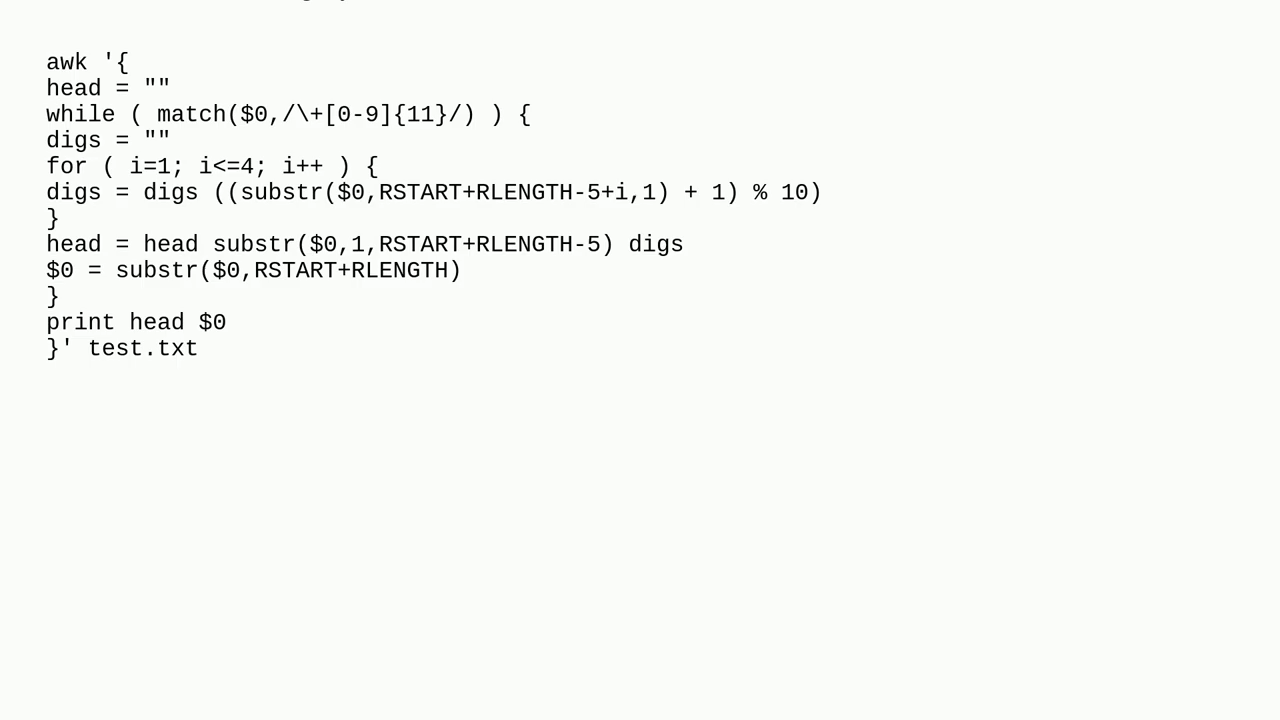 awk '{
head = ""
while ( match($0,/\+[0-9]{11}/) ) {
digs = ""
for ( i=1; i<=4; i++ ) {
digs = digs ((substr($0,RSTART+RLENGTH-5+i,1) + 1) % 10)
}
head = head substr($0,1,RSTART+RLENGTH-5) digs
$0 = substr($0,RSTART+RLENGTH)
}
print head $0
}' test.txt